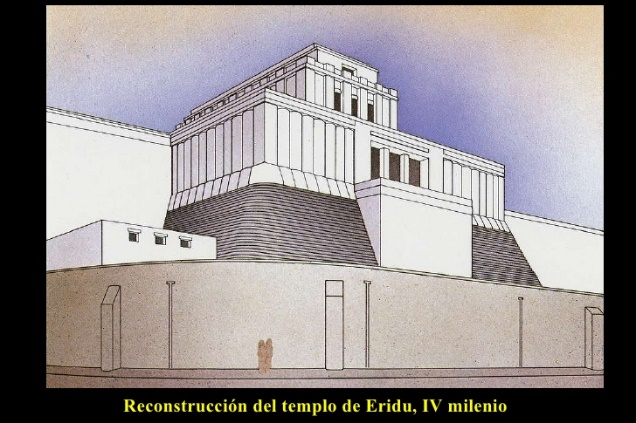 Reconstrucción del templo de Eridu, IV milenio